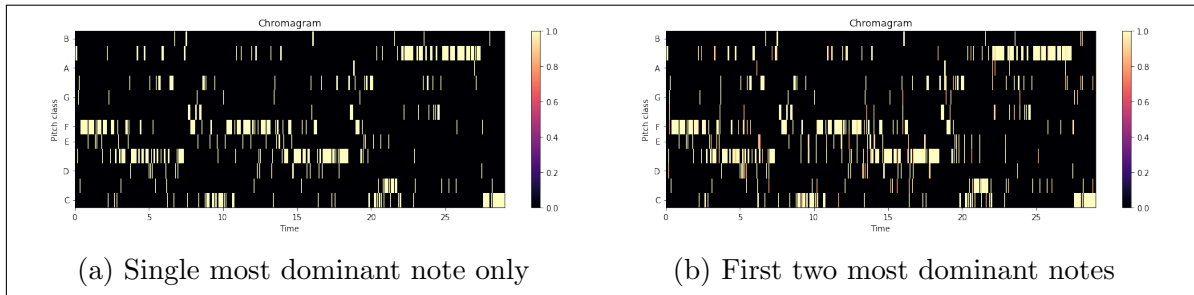 Chromagram
B
A
G
F
E
D
C
Pitch class
0 5 10 15 20 25
Time
1.0
0.8
0.6
0.4
0.2
0.0
(a) Single most dominant note only
Chromagram
B
A
G
F
E
D
C
Pitch class
0 5 10 15 20 25
Time
1.0
0.8
0.6
0.4
0.2
0.0
(b) First two most dominant notes